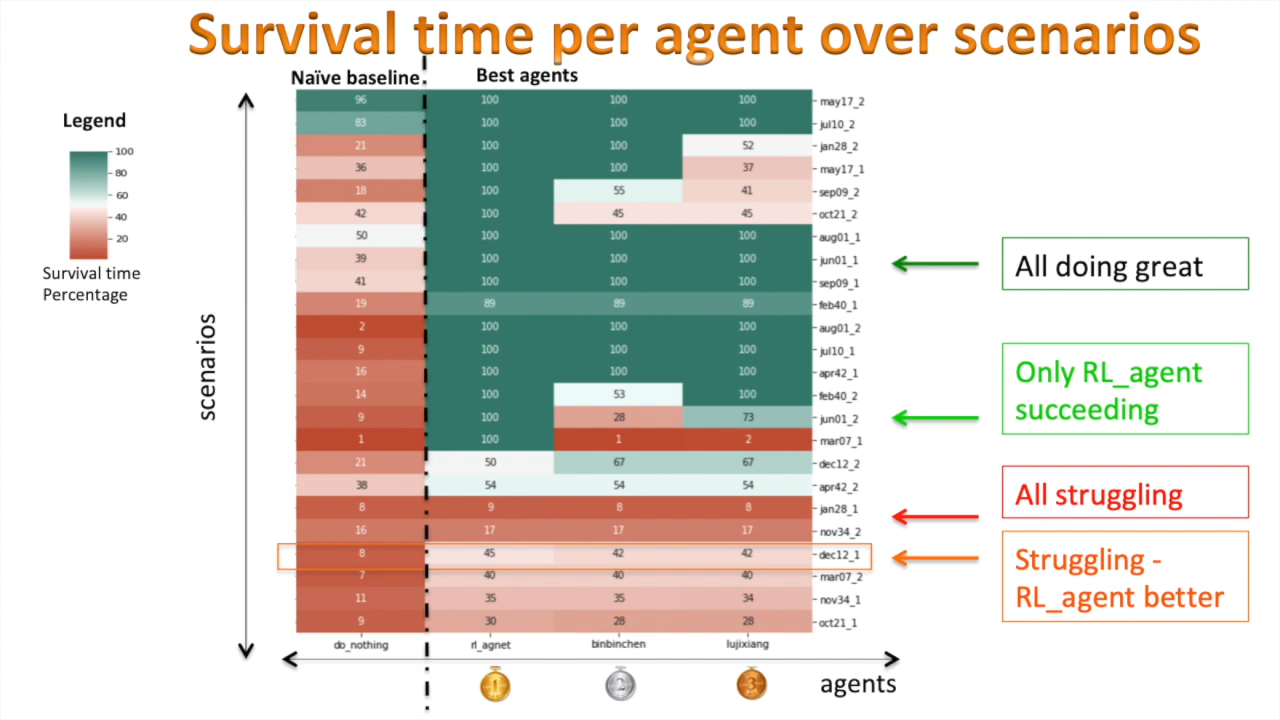 Survival time per agent over scenarios
Naïve baseline
Best agents
Legend
100
80
60
40
20
Survival time
Percentage
scenarios
96 100 100 100 may17_2
83 100 100 100 jul10_2
21 100 100 52 jan28_2
36 100 100 37 may17_1
18 100 55 41 sep09_2
42 100 45 45 oct21_2
50 100 100 100 aug01_1
39 100 100 100 jun01_1
41 100 100 100 sep09_1
19 89 89 89 feb40_1
2 100 100 100 aug01_2
9 100 100 100 jul10_1
16 100 100 100 apr42_1
14 100 53 100 feb40_2
9 100 28 73 jun01_2
1 100 1 2 mar07_1
21 50 67 67 dec12_2
38 54 54 54 apr42_2
8 9 8 8 jan28_1
16 17 17 17 nov34_2
8 45 42 42 dec12_1
7 40 40 40 mar07_2
11 35 35 34 nov34_1
9 30 28 28 oct21_1
do_nothing rl_agnet binbinchen lujixiang
1 2 3
agents
All doing great
Only RL_agent
succeeding
All struggling
Struggling -
RL_agent better